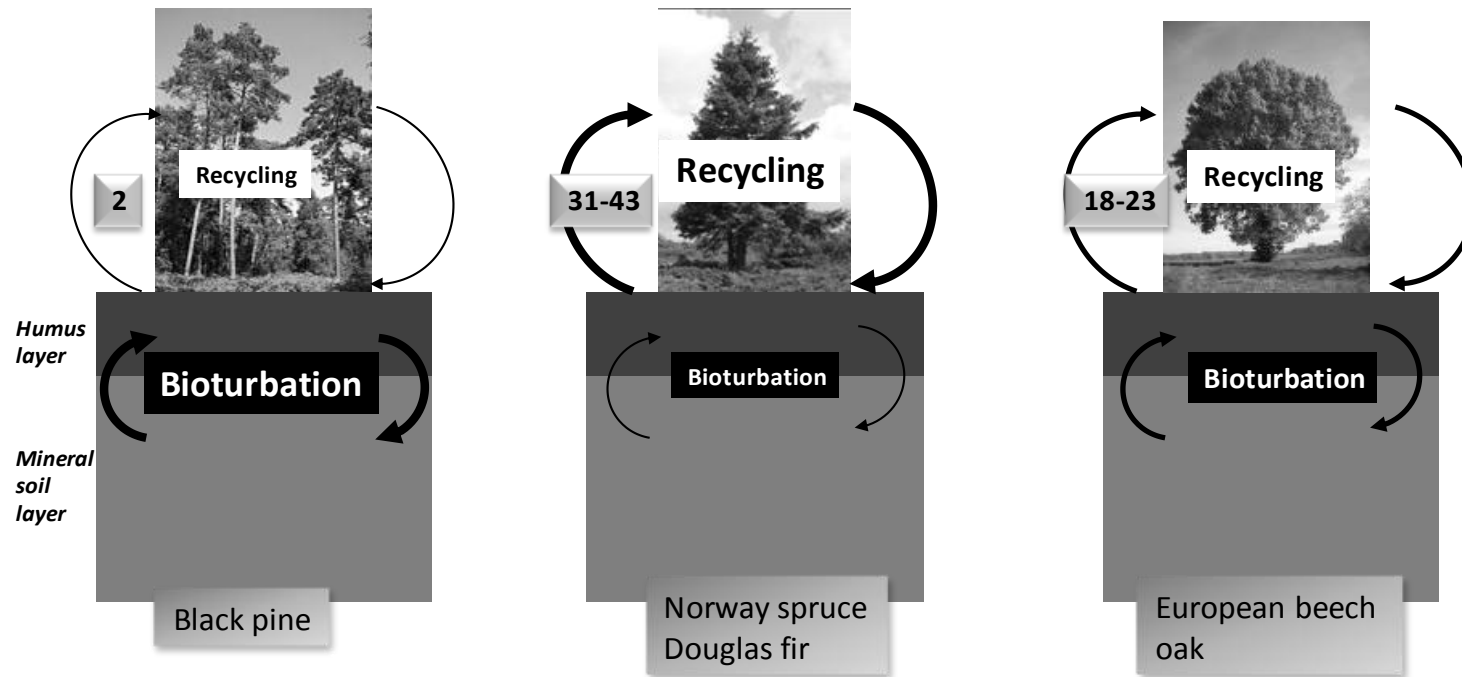 Recycling
2
Humus
layer
Bioturbation
Mineral
soil
layer
Black pine
Recycling
31-43
Bioturbation
Norway spruce
Douglas fir
Recycling
18-23
Bioturbation
European beech
oak